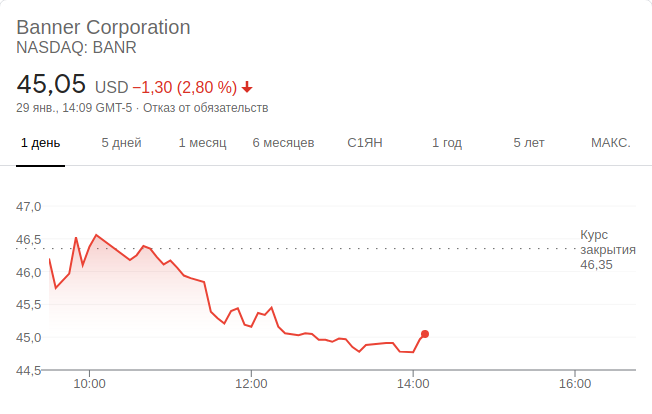 Banner Corporation
NASDAQ: BANR
45,05 USD −1,30 (2,80 %)
29 янв., 14:09 GMT-5 · Отказ от обязательств
1 день 5 дней 1 месяц 6 месяцев С1ЯН 1 год 5 лет МАКС.
47,0
46,5
46,0
45,5
45,0
44,5
Курс
закрытия
46,35
10:00 12:00 14:00 16:00